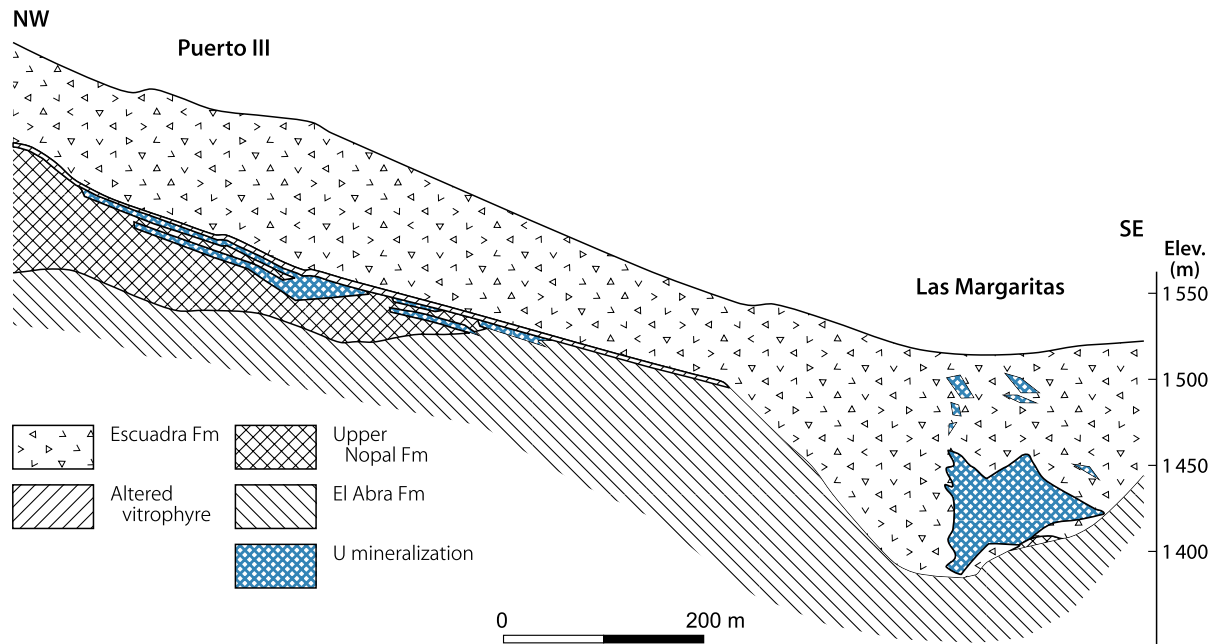 NW
Puerto III
SE
Elev.
(m)
Las Margaritas
1 550
1 500
1 450
1 400
Escuadra Fm
Upper
Nopal Fm
Altered
vitrophyre
El Abra Fm
U mineralization
0 200 m